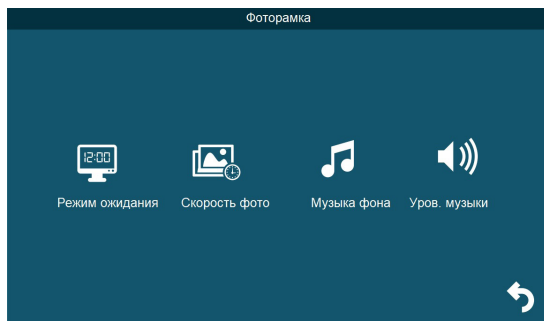 Фоторамка
12:00
Режим ожидания
Скорость фото
Музыка фона
Уров. музыки